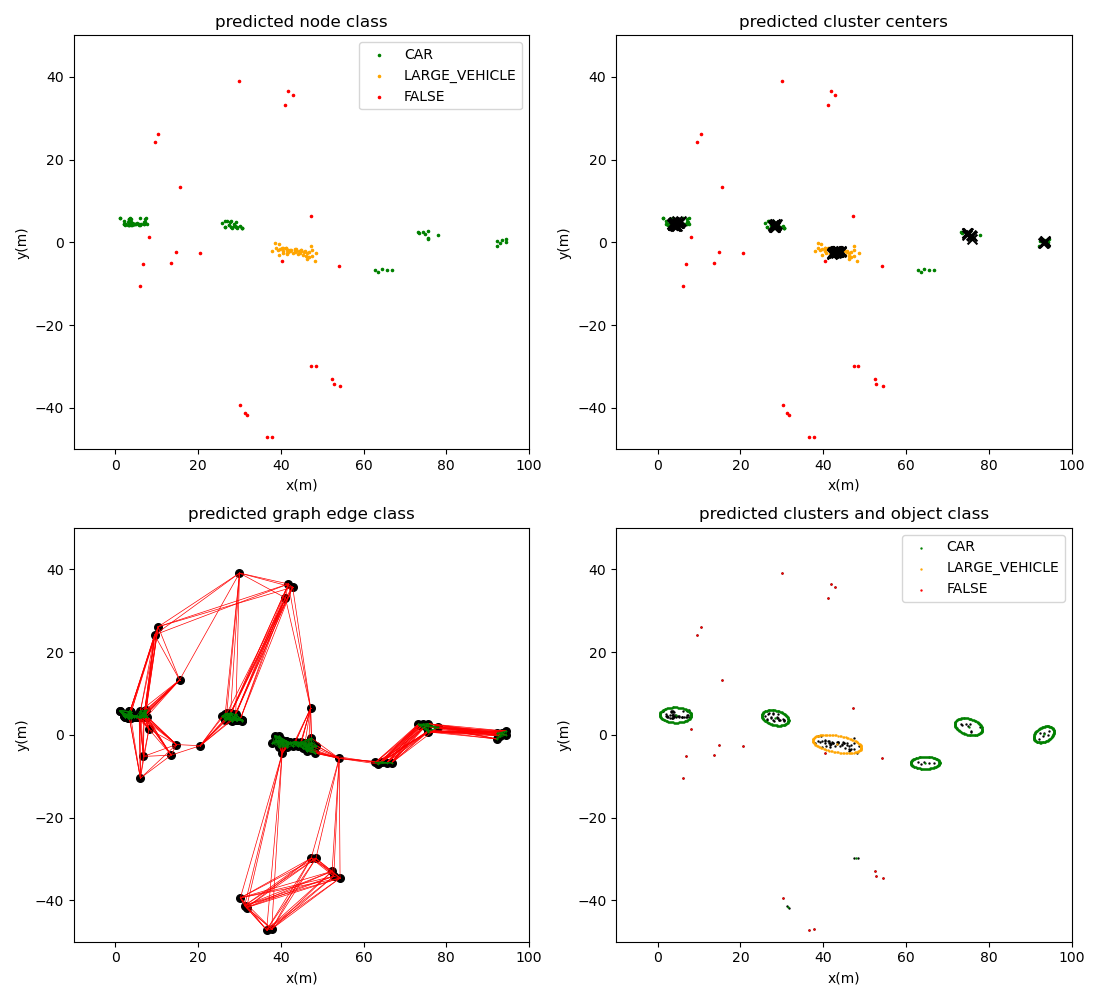 predicted node class
CAR
LARGE_VEHICLE
FALSE
40
20
0
−20
−40
y(m)
0 20 40 60 80 100
x(m)
predicted cluster centers
40
20
0
−20
−40
y(m)
0 20 40 60 80 100
x(m)
predicted graph edge class
40
20
0
−20
−40
y(m)
0 20 40 60 80 100
x(m)
predicted clusters and object class
CAR
LARGE_VEHICLE
FALSE
40
20
0
−20
−40
y(m)
0 20 40 60 80 100
x(m)